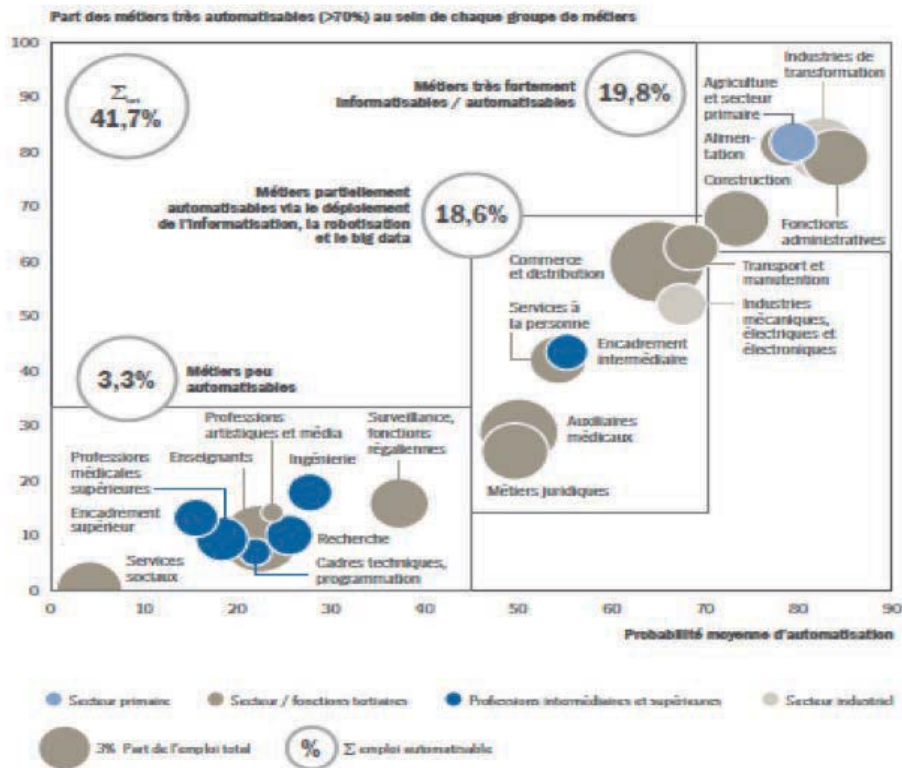 Part des métiers très automatisables (>70%) au sein de chaque groupe de métiers
100
90
80
70
60
50
40
30
20
10
0
Σ
41,7%
Métiers très fortement
informatisables / automatisables
19,8%
Industries de
transformation
Agriculture
et secteur
primaire
Alimen-
tation
Construction
Fonctions
administratives
Métiers partiellement
automatisables via le déploiement
de l'informatisation, la robotisation
et le big data
18,6%
Commerce
et distribution
Transport et
manutention
Services à
la personne
Industries
mécaniques,
électriques et
électroniques
Encadrement
intermédiaire
3,3%
Métiers peu
automatisables
Auxiliaires
médicaux
Métiers juridiques
Professions
artistiques et média
Surveillance,
fonctions
régaliennes
Professions
médicales
supérieures
Enseignants
Ingénierie
Encadrement
supérieur
Recherche
Cadres techniques,
programmation
Services
sociaux
0 10 20 30 40 50 60 70 80 90
Probabilité moyenne d'automatisation
Secteur primaire
Secteur / fonctions tertiaires
Professions intermédiaires et supérieures
Secteur industriel
3% Part de l'emploi total
% Σ emploi automatisable